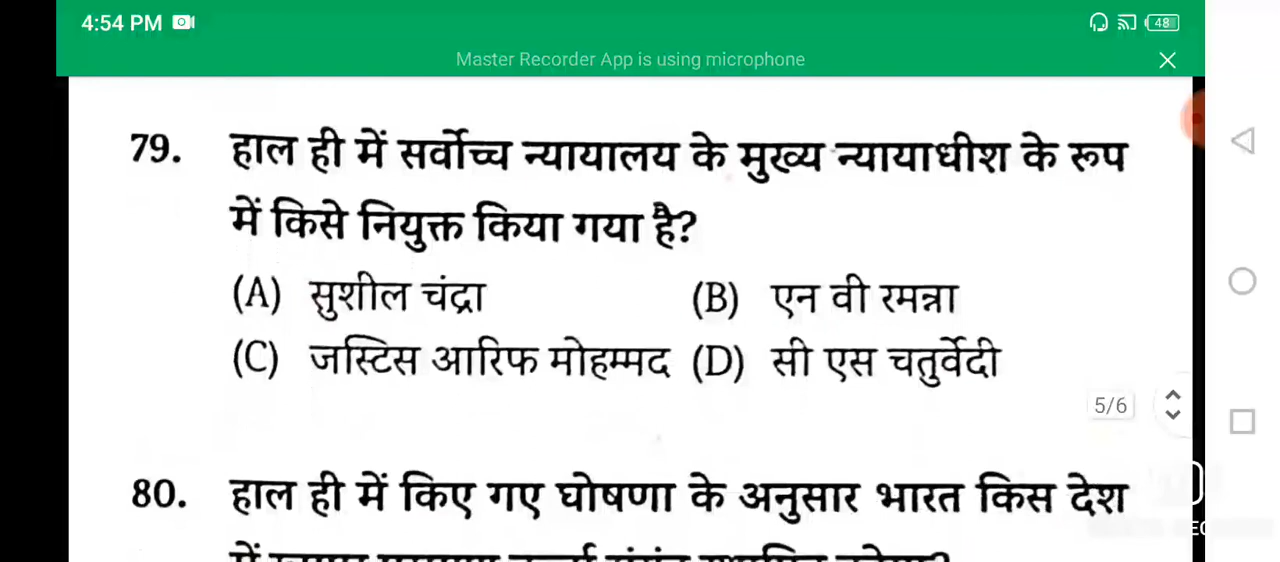 4:54 PM
48
Master Recorder App is using microphone
79. हाल ही में सर्वोच्च न्यायालय के मुख्य न्यायाधीश के रूप
में किसे नियुक्त किया गया है?
(A) सुशील चंद्रा (B) एन वी रमन्ना
(C) जस्टिस आरिफ मोहम्मद (D) सी एस चतुर्वेदी
5/6
80. हाल ही में किए गए घोषणा के अनुसार भारत किस देश
में